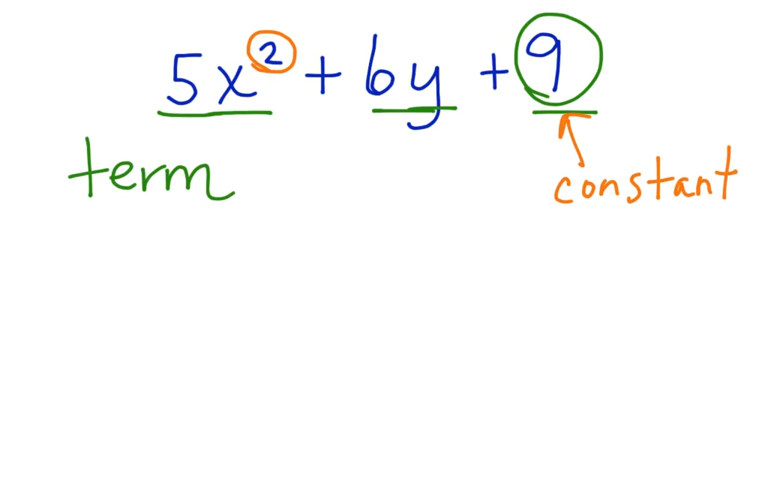 5x² + 6y + 9
term
constant